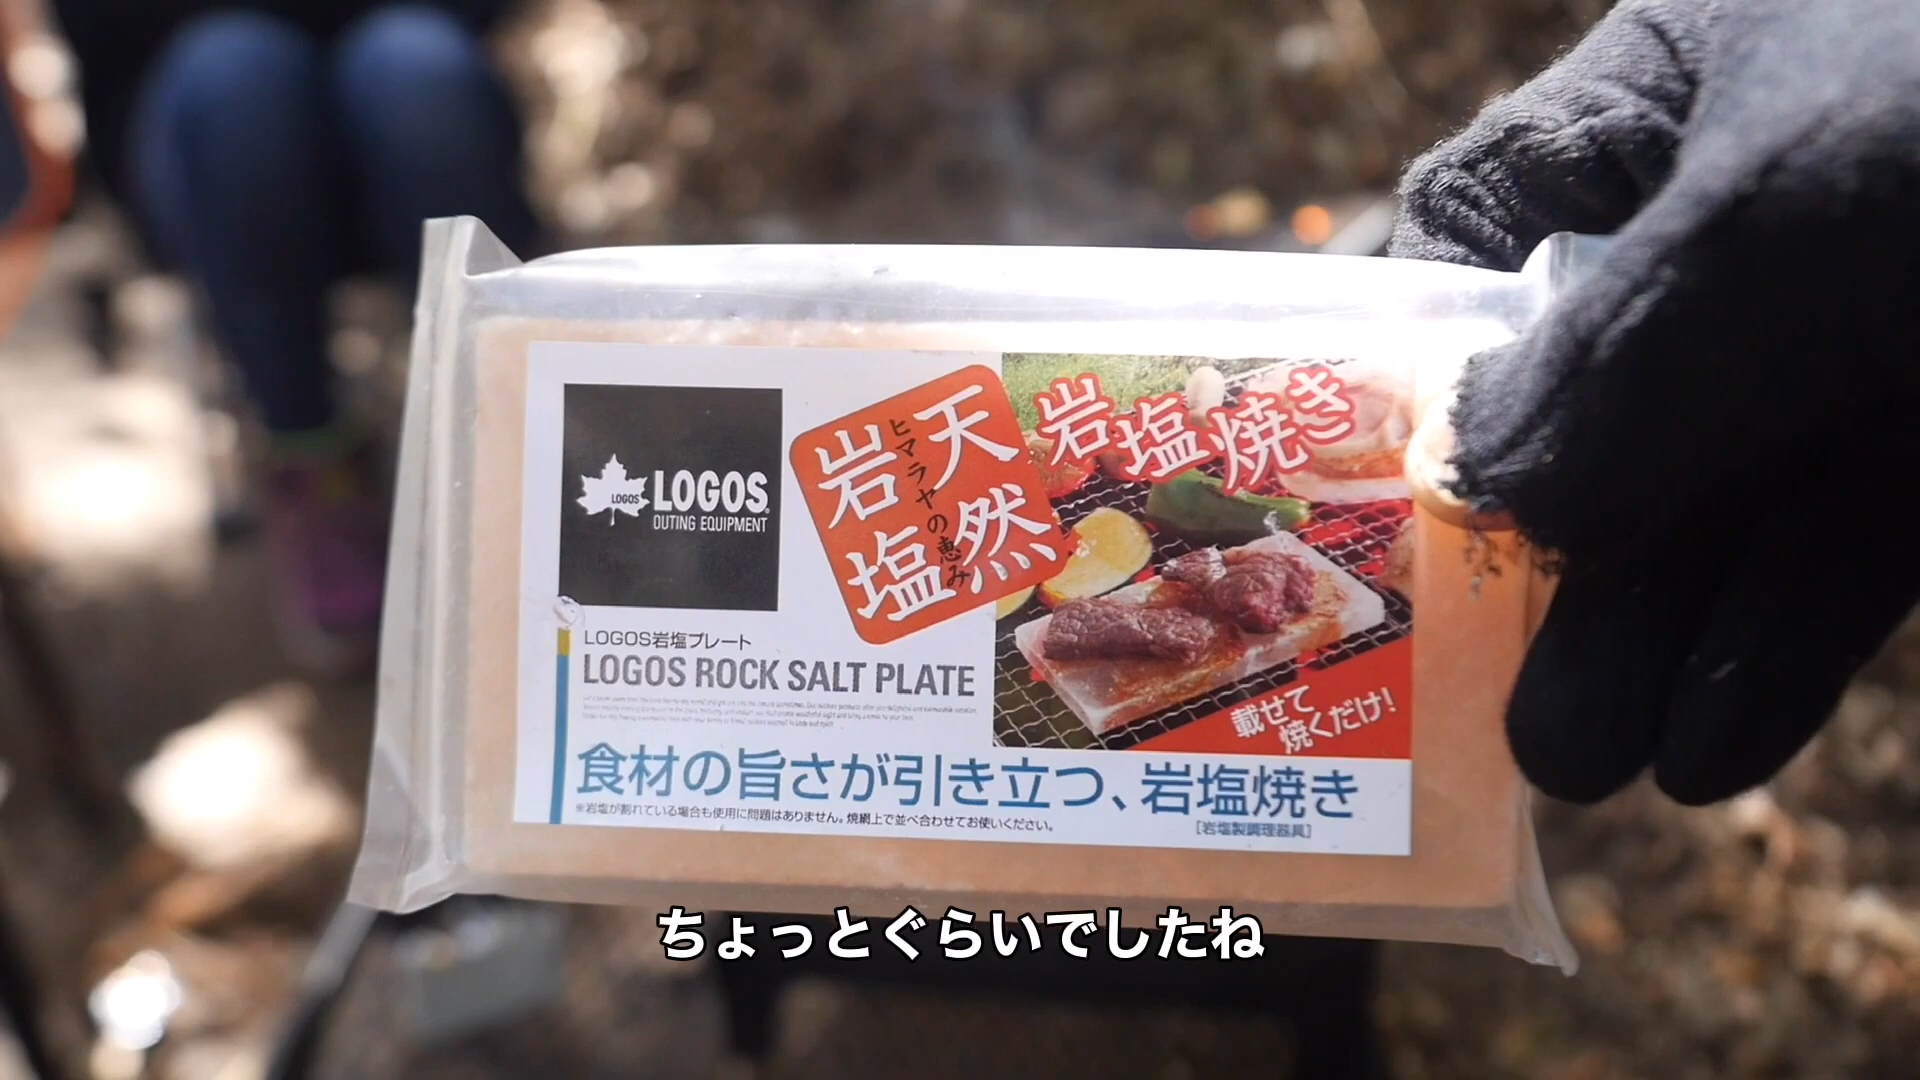 LOGOS
LOGOS
OUTING EQUIPMENT
天然
岩塩
ヒマラヤの恵み
岩塩焼き
LOGOS岩塩プレート
LOGOS ROCK SALT PLATE
載せて
焼くだけ!
食材の旨さが引き立つ、岩塩焼き
※岩塩が割れている場合も使用に問題はありません。焼網上で並べ合わせてお使いください。
[岩塩製調理器具]
ちょっとぐらいでしたね